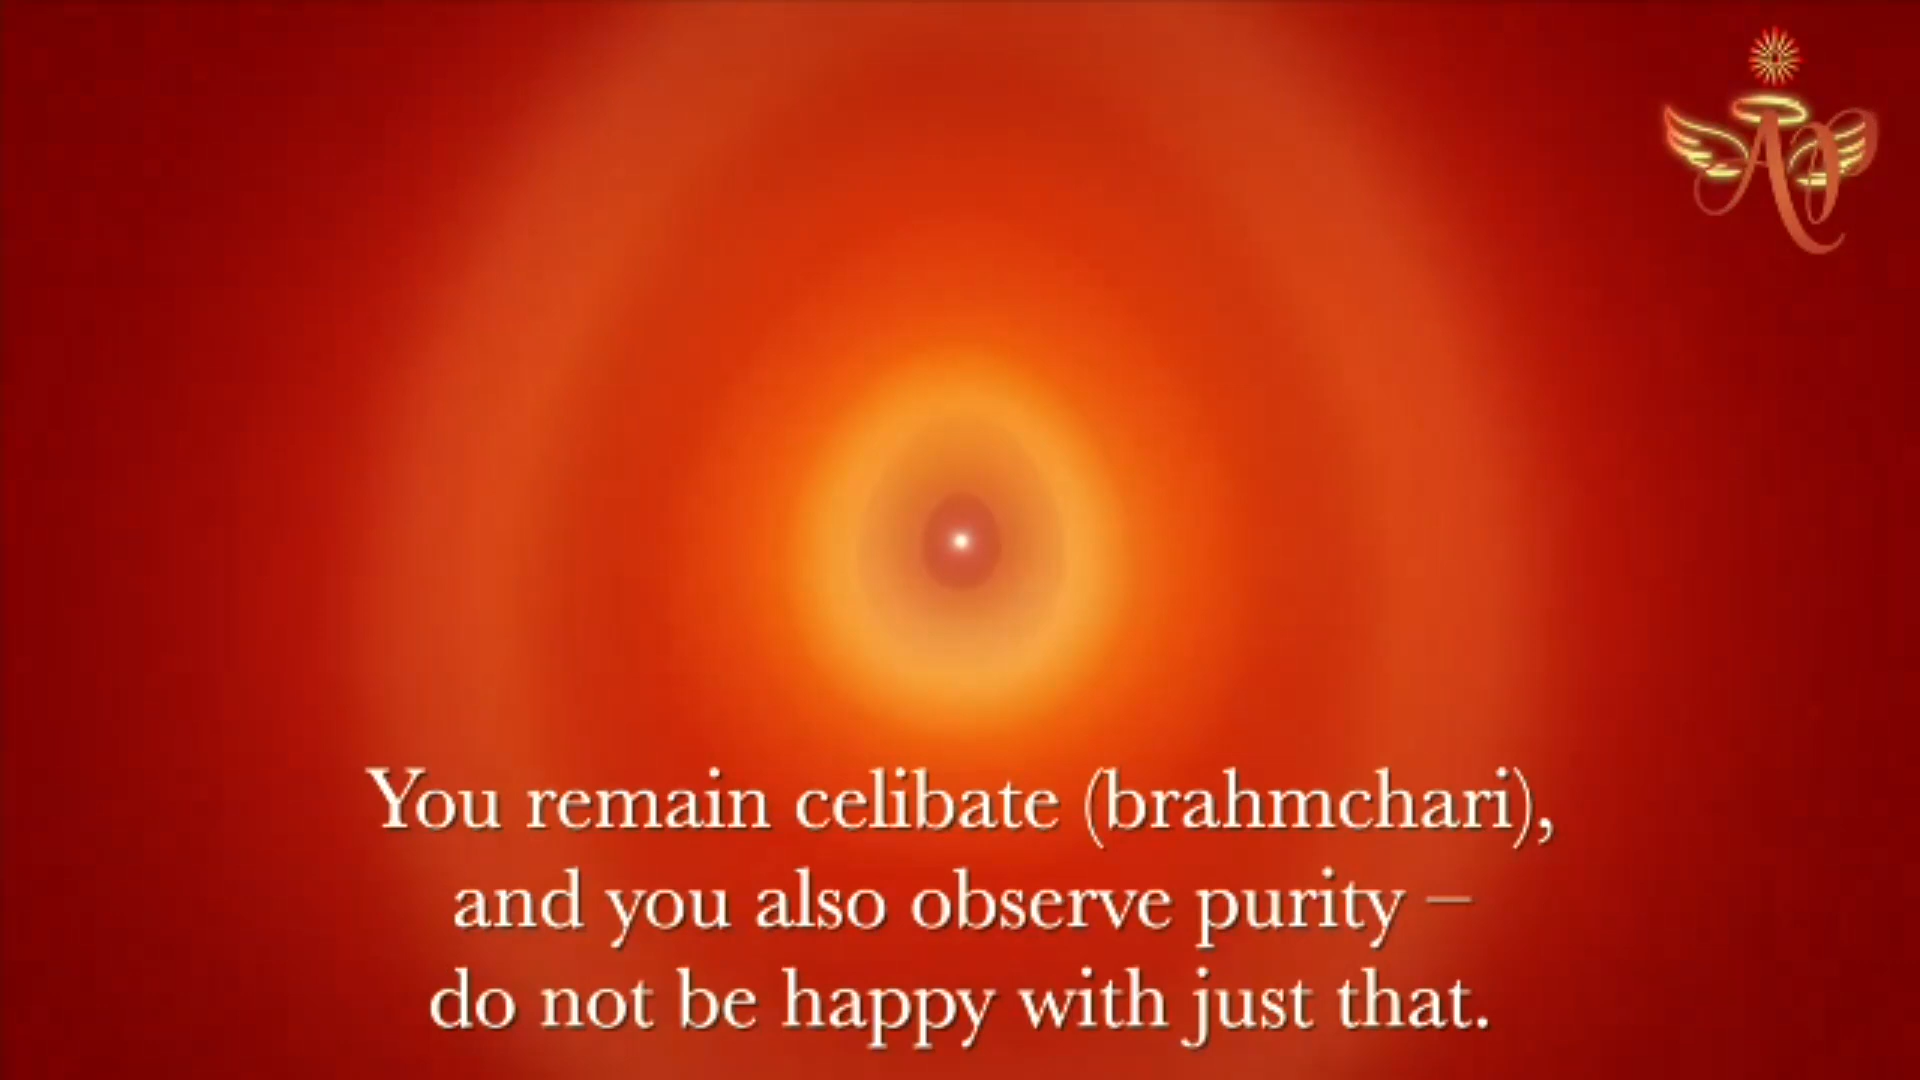 You remain celibate (brahmchari),
and you also observe purity –
do not be happy with just that.